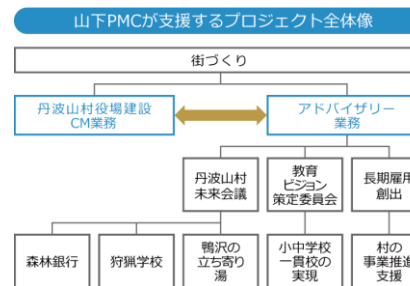 山下PMCが支援するプロジェクト全体像
街づくり
丹波山村役場建設
CM業務
アドバイザリー
業務
丹波山村
未来会議
教育
ビジョン
策定委員会
長期雇用
創出
森林銀行
狩猟学校
鴨沢の
立ち寄り
湯
小中学校
一貫校の
実現
村の
事業推進
支援